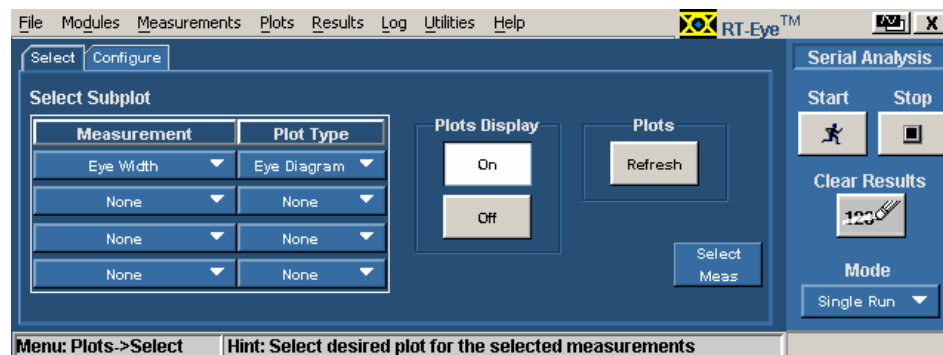 File Modules Measurements Plots Results Log Utilities Help RT-Eye™ X
Select Configure
Select Subplot
Measurement Plot Type
Eye Width Eye Diagram
None None
None None
None None
Plots Display
On
Off
Plots
Refresh
Select
Meas
Serial Analysis
Start Stop
Clear Results
123
Mode
Single Run
Menu: Plots->Select Hint: Select desired plot for the selected measurements